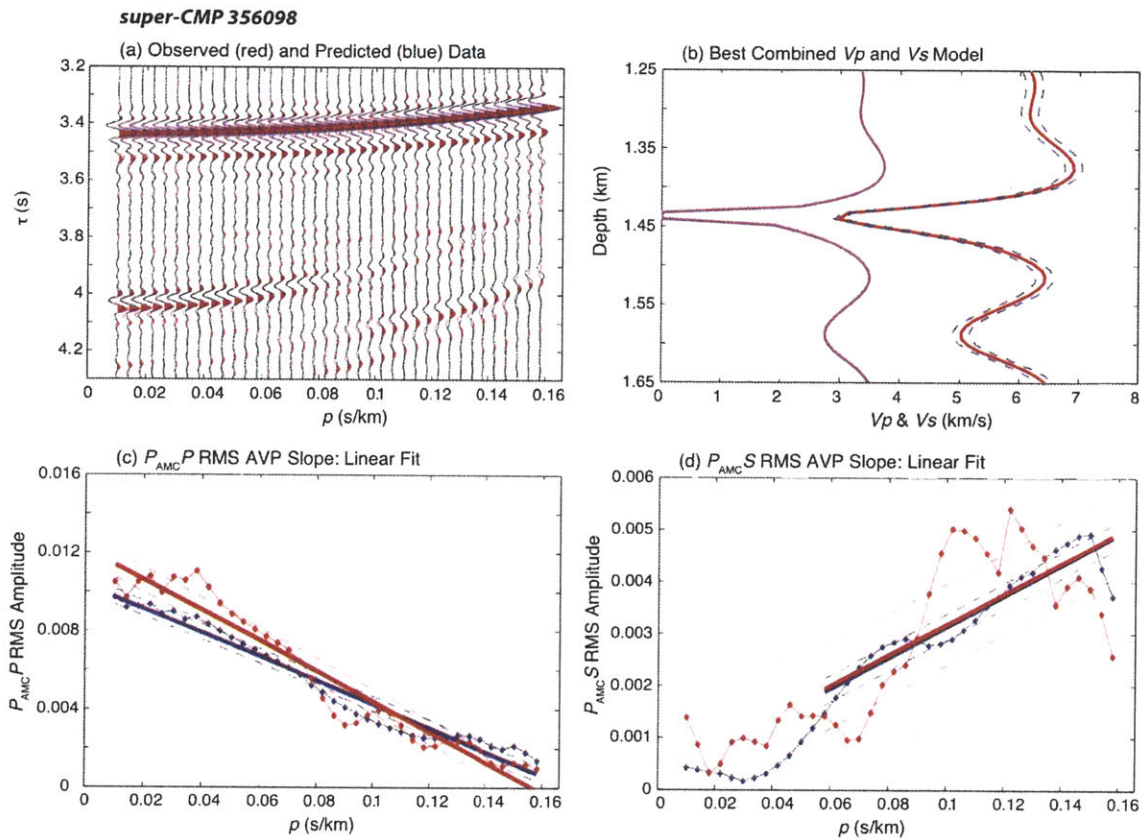 super-CMP 356098
(a) Observed (red) and Predicted (blue) Data
3.2
3.4
3.6
3.8
4
4.2
τ (s)
0 0.02 0.04 0.06 0.08 0.1 0.12 0.14 0.16
p (s/km)
(b) Best Combined Vp and Vs Model
1.25
1.35
1.45
1.55
1.65
Depth (km)
0 1 2 3 4 5 6 7 8
Vp & Vs (km/s)
(c) PAMCP RMS AVP Slope: Linear Fit
0.016
0.012
0.008
0.004
0
PAMCP RMS Amplitude
0 0.02 0.04 0.06 0.08 0.1 0.12 0.14 0.16
p (s/km)
(d) PAMCS RMS AVP Slope: Linear Fit
0.006
0.005
0.004
0.003
0.002
0.001
0
PAMCS RMS Amplitude
0 0.02 0.04 0.06 0.08 0.1 0.12 0.14 0.16
p (s/km)